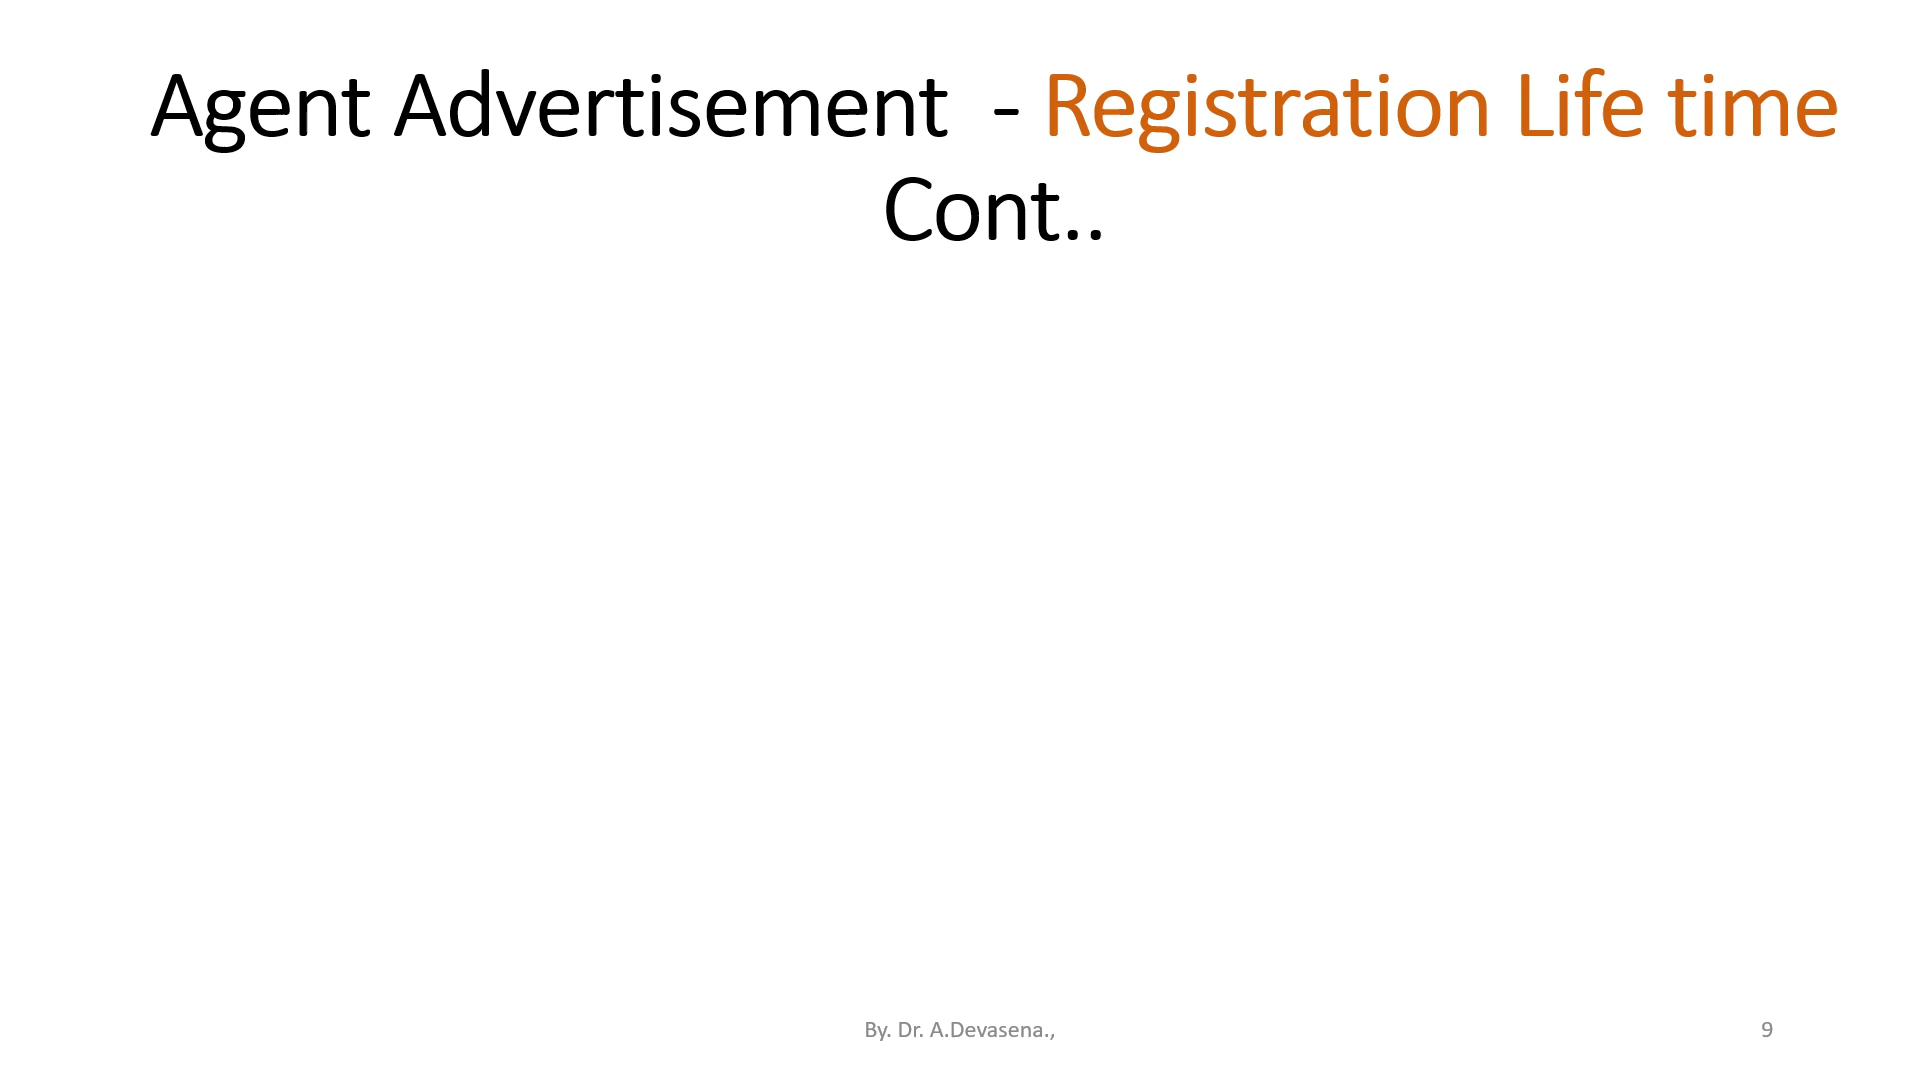 Agent Advertisement  - Registration Life time
Cont..
By. Dr. A.Devasena.,
9